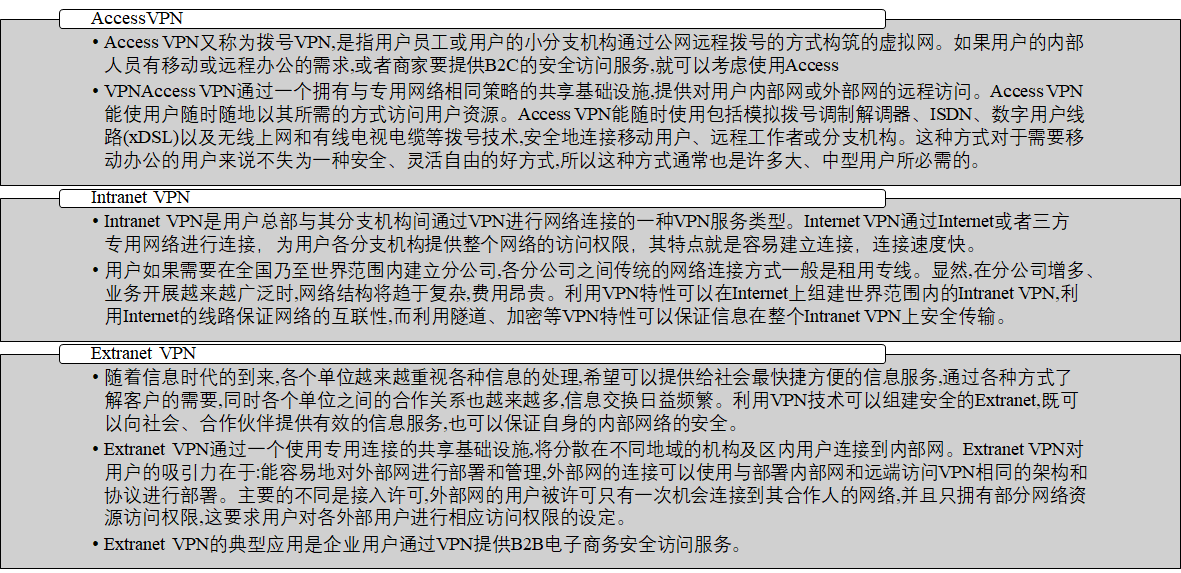 AccessVPN
• Access VPN又称为拨号VPN,是指用户员工或用户的小分支机构通过公网远程拨号的方式构筑的虚拟网。如果用户的内部
人员有移动或远程办公的需求,或者商家要提供B2C的安全访问服务,就可以考虑使用Access
• VPNAccess VPN通过一个拥有与专用网络相同策略的共享基础设施,提供对用户内部网或外部网的远程访问。Access VPN
能使用户随时随地以其所需的方式访问用户资源。Access VPN能随时使用包括模拟拨号调制解调器、ISDN、数字用户线
路(xDSL)以及无线上网和有线电视电缆等拨号技术,安全地连接移动用户、远程工作者或分支机构。这种方式对于需要移
动办公的用户来说不失为一种安全、灵活自由的好方式,所以这种方式通常也是许多大、中型用户所必需的。
Intranet VPN
• Intranet VPN是用户总部与其分支机构间通过VPN进行网络连接的一种VPN服务类型。Internet VPN通过Internet或者三方
专用网络进行连接，为用户各分支机构提供整个网络的访问权限，其特点就是容易建立连接，连接速度快。
• 用户如果需要在全国乃至世界范围内建立分公司,各分公司之间传统的网络连接方式一般是租用专线。显然,在分公司增多、
业务开展越来越广泛时,网络结构将趋于复杂,费用昂贵。利用VPN特性可以在Internet上组建世界范围内的Intranet VPN,利
用Internet的线路保证网络的互联性,而利用隧道、加密等VPN特性可以保证信息在整个Intranet VPN上安全传输。
Extranet VPN
• 随着信息时代的到来,各个单位越来越重视各种信息的处理,希望可以提供给社会最快捷方便的信息服务,通过各种方式了
解客户的需要,同时各个单位之间的合作关系也越来越多,信息交换日益频繁。利用VPN技术可以组建安全的Extranet,既可
以向社会、合作伙伴提供有效的信息服务,也可以保证自身的内部网络的安全。
• Extranet VPN通过一个使用专用连接的共享基础设施,将分散在不同地域的机构及区内用户连接到内部网。Extranet VPN对
用户的吸引力在于:能容易地对外部网进行部署和管理,外部网的连接可以使用与部署内部网和远端访问VPN相同的架构和
协议进行部署。主要的不同是接入许可,外部网的用户被许可只有一次机会连接到其合作人的网络,并且只拥有部分网络资
源访问权限,这要求用户对各外部用户进行相应访问权限的设定。
• Extranet VPN的典型应用是企业用户通过VPN提供B2B电子商务安全访问服务。